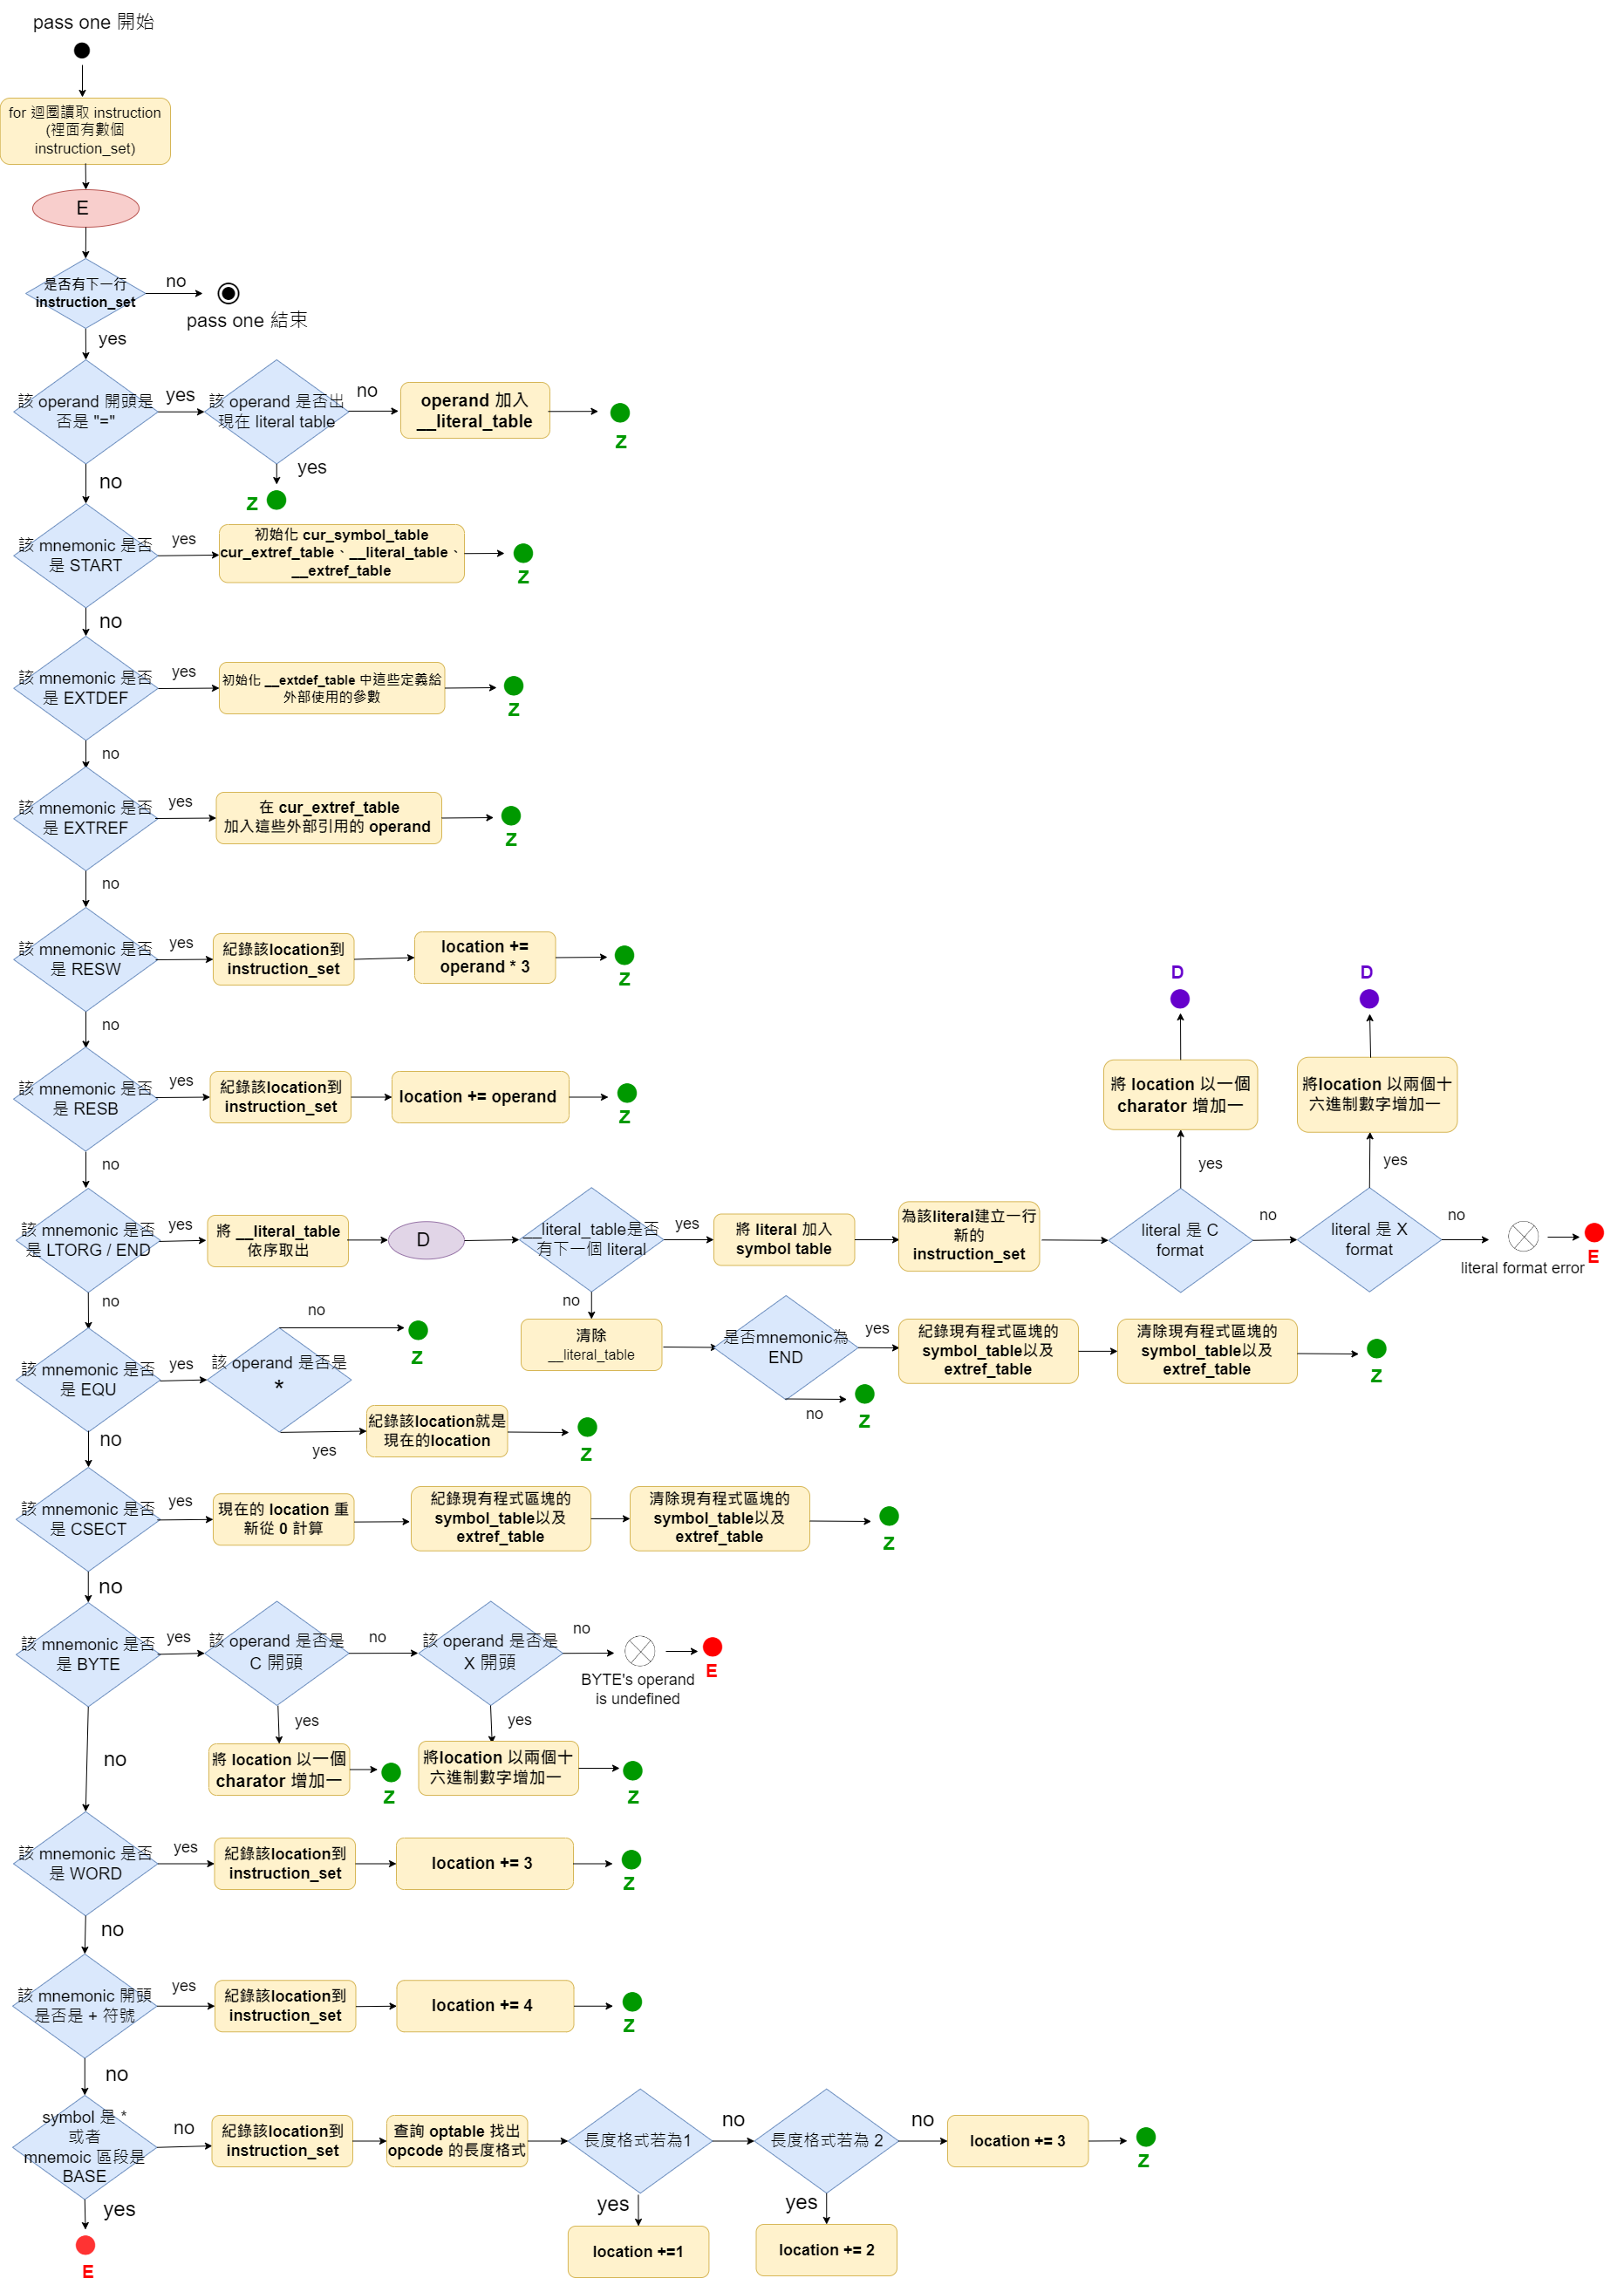 pass one 開始
for 迴圈讀取 instruction
(裡面有數個
instruction_set)
E
是否有下一行
instruction_set
no
pass one 結束
yes
該 operand 開頭是
否是 "="
yes
該 operand 是否出
現在 literal table
no
operand 加入
__literal_table
Z
yes
Z
no
該 mnemonic 是否
是 START
yes
初始化 cur_symbol_table
cur_extref_table、__literal_table、
__extref_table
Z
no
該 mnemonic 是否
是 EXTDEF
yes
初始化 __extdef_table 中這些定義給
外部使用的參數
Z
no
該 mnemonic 是否
是 EXTREF
yes
在 cur_extref_table
加入這些外部引用的 operand
Z
no
該 mnemonic 是否
是 RESW
yes
紀錄該location到
instruction_set
location +=
operand * 3
Z
no
該 mnemonic 是否
是 RESB
yes
紀錄該location到
instruction_set
location += operand
Z
no
D
D
將 location 以一個
charator 增加一
將location 以兩個十
六進制數字增加一
yes
yes
該 mnemonic 是否
是 LTORG / END
yes
將 __literal_table
依序取出
D
__literal_table是否
有下一個 literal
yes
將 literal 加入
symbol table
為該literal建立一行
新的
instruction_set
literal 是 C
format
no
literal 是 X
format
no
literal format error
E
no
清除
__literal_table
是否mnemonic為
END
yes
紀錄現有程式區塊的
symbol_table以及
extref_table
清除現有程式區塊的
symbol_table以及
extref_table
Z
no
Z
no
該 mnemonic 是否
是 EQU
yes
該 operand 是否是
*
no
Z
yes
紀錄該location就是
現在的location
Z
no
該 mnemonic 是否
是 CSECT
yes
現在的 location 重
新從 0 計算
紀錄現有程式區塊的
symbol_table以及
extref_table
清除現有程式區塊的
symbol_table以及
extref_table
Z
no
該 mnemonic 是否
是 BYTE
yes
該 operand 是否是
C 開頭
no
該 operand 是否是
X 開頭
no
BYTE's operand
is undefined
E
yes
將 location 以一個
charator 增加一
Z
yes
將location 以兩個十
六進制數字增加一
Z
no
該 mnemonic 是否
是 WORD
yes
紀錄該location到
instruction_set
location += 3
Z
no
該 mnemonic 開頭
是否是 + 符號
yes
紀錄該location到
instruction_set
location += 4
Z
no
symbol 是 *
或者
mnemoic 區段是
BASE
no
紀錄該location到
instruction_set
查詢 optable 找出
opcode 的長度格式
長度格式若為1
no
長度格式若為 2
no
location += 3
Z
yes
location +=1
yes
location += 2
yes
E